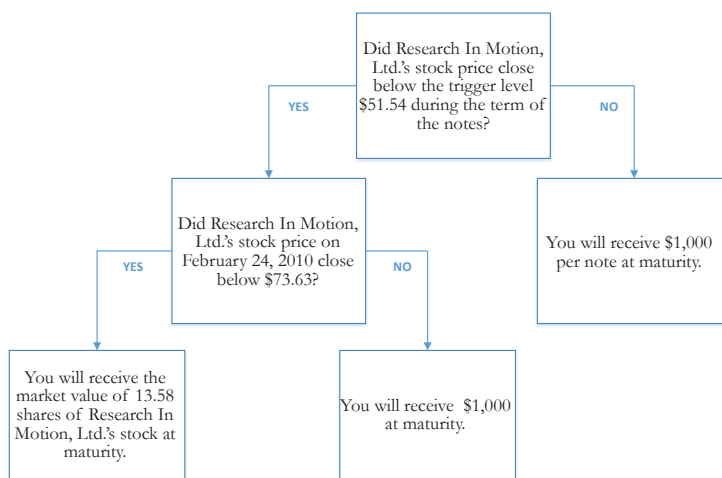 Did Research In Motion,
Ltd.'s stock price close
below the trigger level
$51.54 during the term of
the notes?
YES
NO
Did Research In Motion,
Ltd.'s stock price on
February 24, 2010 close
below $73.63?
You will receive $1,000
per note at maturity.
YES
NO
You will receive the
market value of 13.58
shares of Research In
Motion, Ltd.'s stock at
maturity.
You will receive $1,000
at maturity.